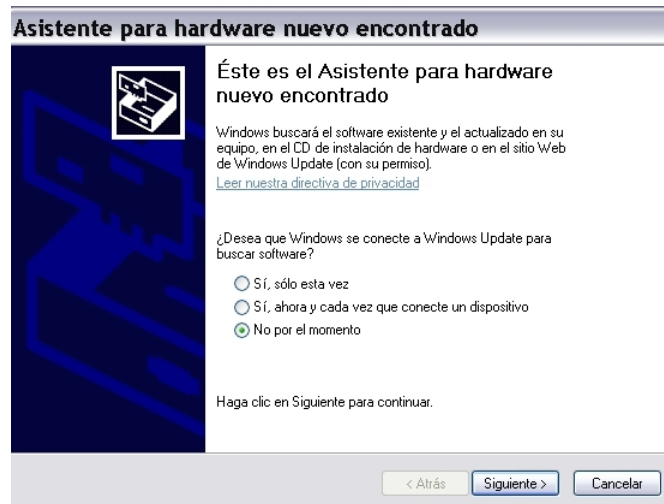 Asistente para hardware nuevo encontrado
Éste es el Asistente para hardware
nuevo encontrado
Windows buscará el software existente y el actualizado en su
equipo, en el CD de instalación de hardware o en el sitio Web
de Windows Update (con su permiso).
Leer nuestra directiva de privacidad
¿Desea que Windows se conecte a Windows Update para
buscar software?
Sí, sólo esta vez
Sí, ahora y cada vez que conecte un dispositivo
No por el momento
Haga clic en Siguiente para continuar.
< Atrás Siguiente > Cancelar